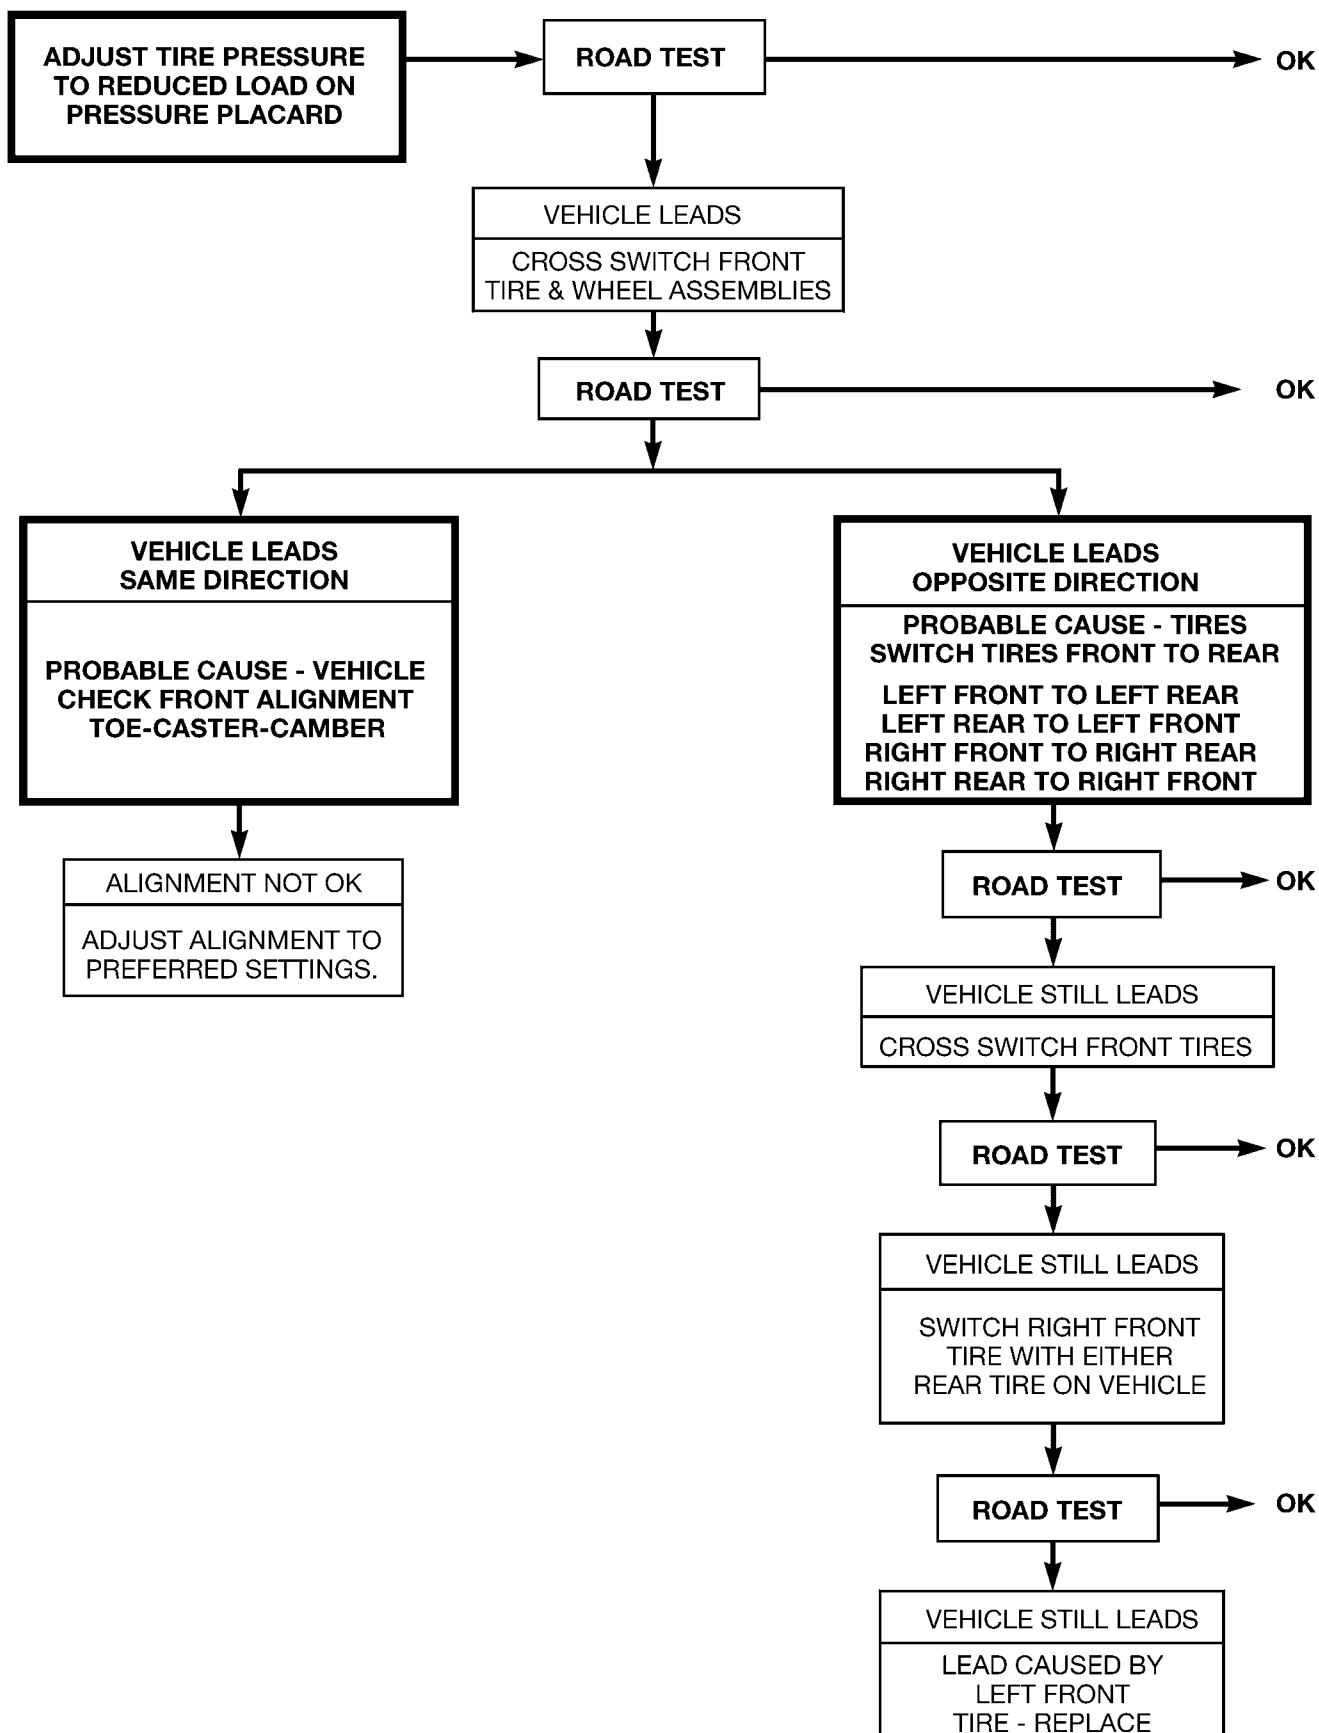 ADJUST TIRE PRESSURE
TO REDUCED LOAD ON
PRESSURE PLACARD
ROAD TEST
OK
VEHICLE LEADS
CROSS SWITCH FRONT
TIRE & WHEEL ASSEMBLIES
ROAD TEST
OK
VEHICLE LEADS
SAME DIRECTION
PROBABLE CAUSE - VEHICLE
CHECK FRONT ALIGNMENT
TOE-CASTER-CAMBER
ALIGNMENT NOT OK
ADJUST ALIGNMENT TO
PREFERRED SETTINGS.
VEHICLE LEADS
OPPOSITE DIRECTION
PROBABLE CAUSE - TIRES
SWITCH TIRES FRONT TO REAR
LEFT FRONT TO LEFT REAR
LEFT REAR TO LEFT FRONT
RIGHT FRONT TO RIGHT REAR
RIGHT REAR TO RIGHT FRONT
ROAD TEST
OK
VEHICLE STILL LEADS
CROSS SWITCH FRONT TIRES
ROAD TEST
OK
VEHICLE STILL LEADS
SWITCH RIGHT FRONT
TIRE WITH EITHER
REAR TIRE ON VEHICLE
ROAD TEST
OK
VEHICLE STILL LEADS
LEAD CAUSED BY
LEFT FRONT
TIRE - REPLACE